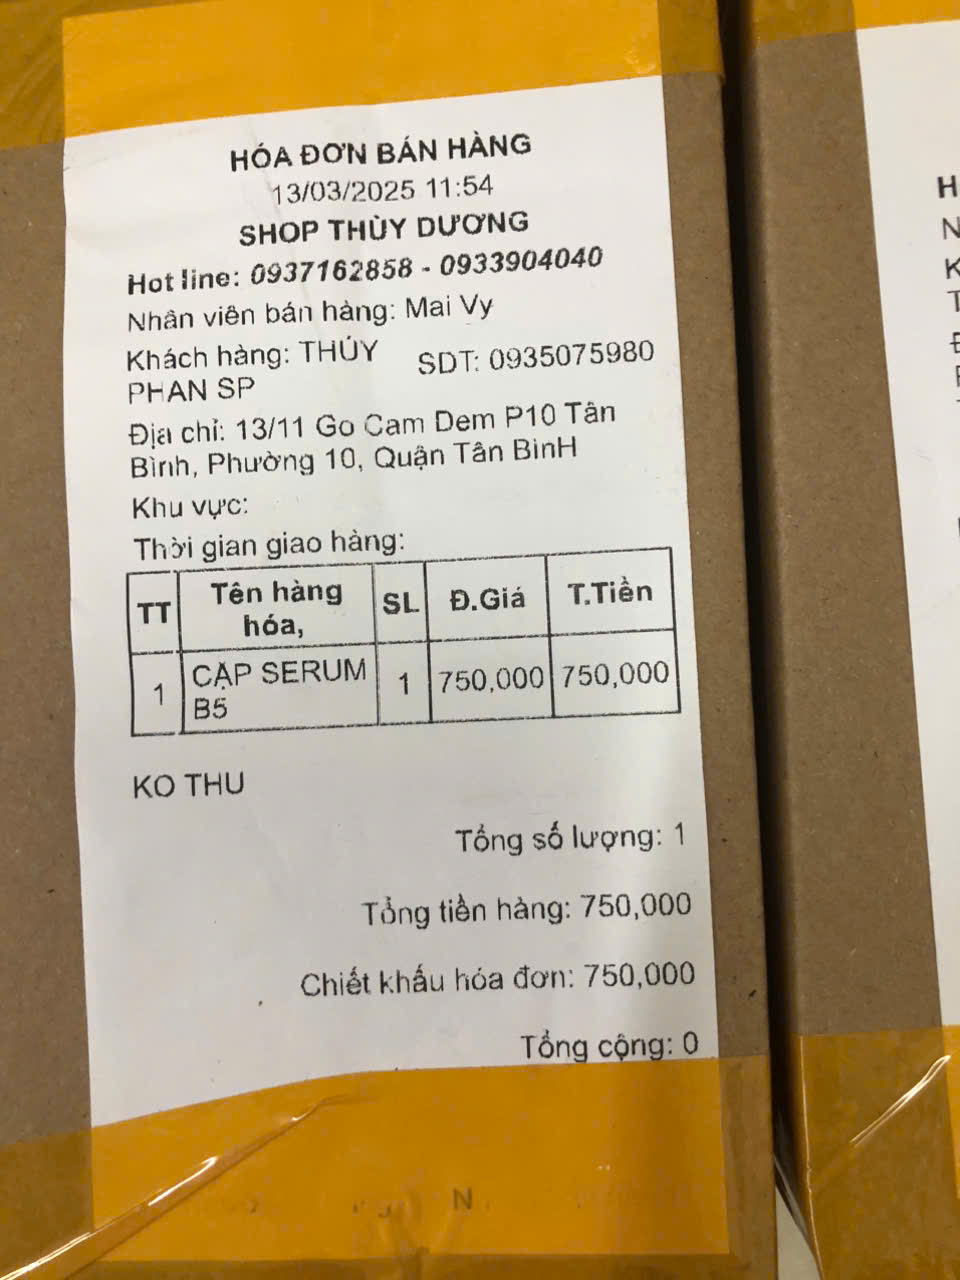 HÓA ĐƠN BÁN HÀNG
13/03/2025 11:54
SHOP THÙY DƯƠNG
Hot line: 0937162858 - 0933904040
Nhân viên bán hàng: Mai Vy
Khách hàng: THÚY PHAN SP
SDT: 0935075980
Địa chỉ: 13/11 Go Cam Dem P10 Tân
Bình, Phường 10, Quận Tân BinH
Khu vực:
Thời gian giao hàng:
TT Tên hàng hóa, SL Đ.Giá T.Tiền
1 CẶP SERUM B5 1 750,000 750,000
KO THU
Tổng số lượng: 1
Tổng tiền hàng: 750,000
Chiết khấu hóa đơn: 750,000
Tổng cộng: 0